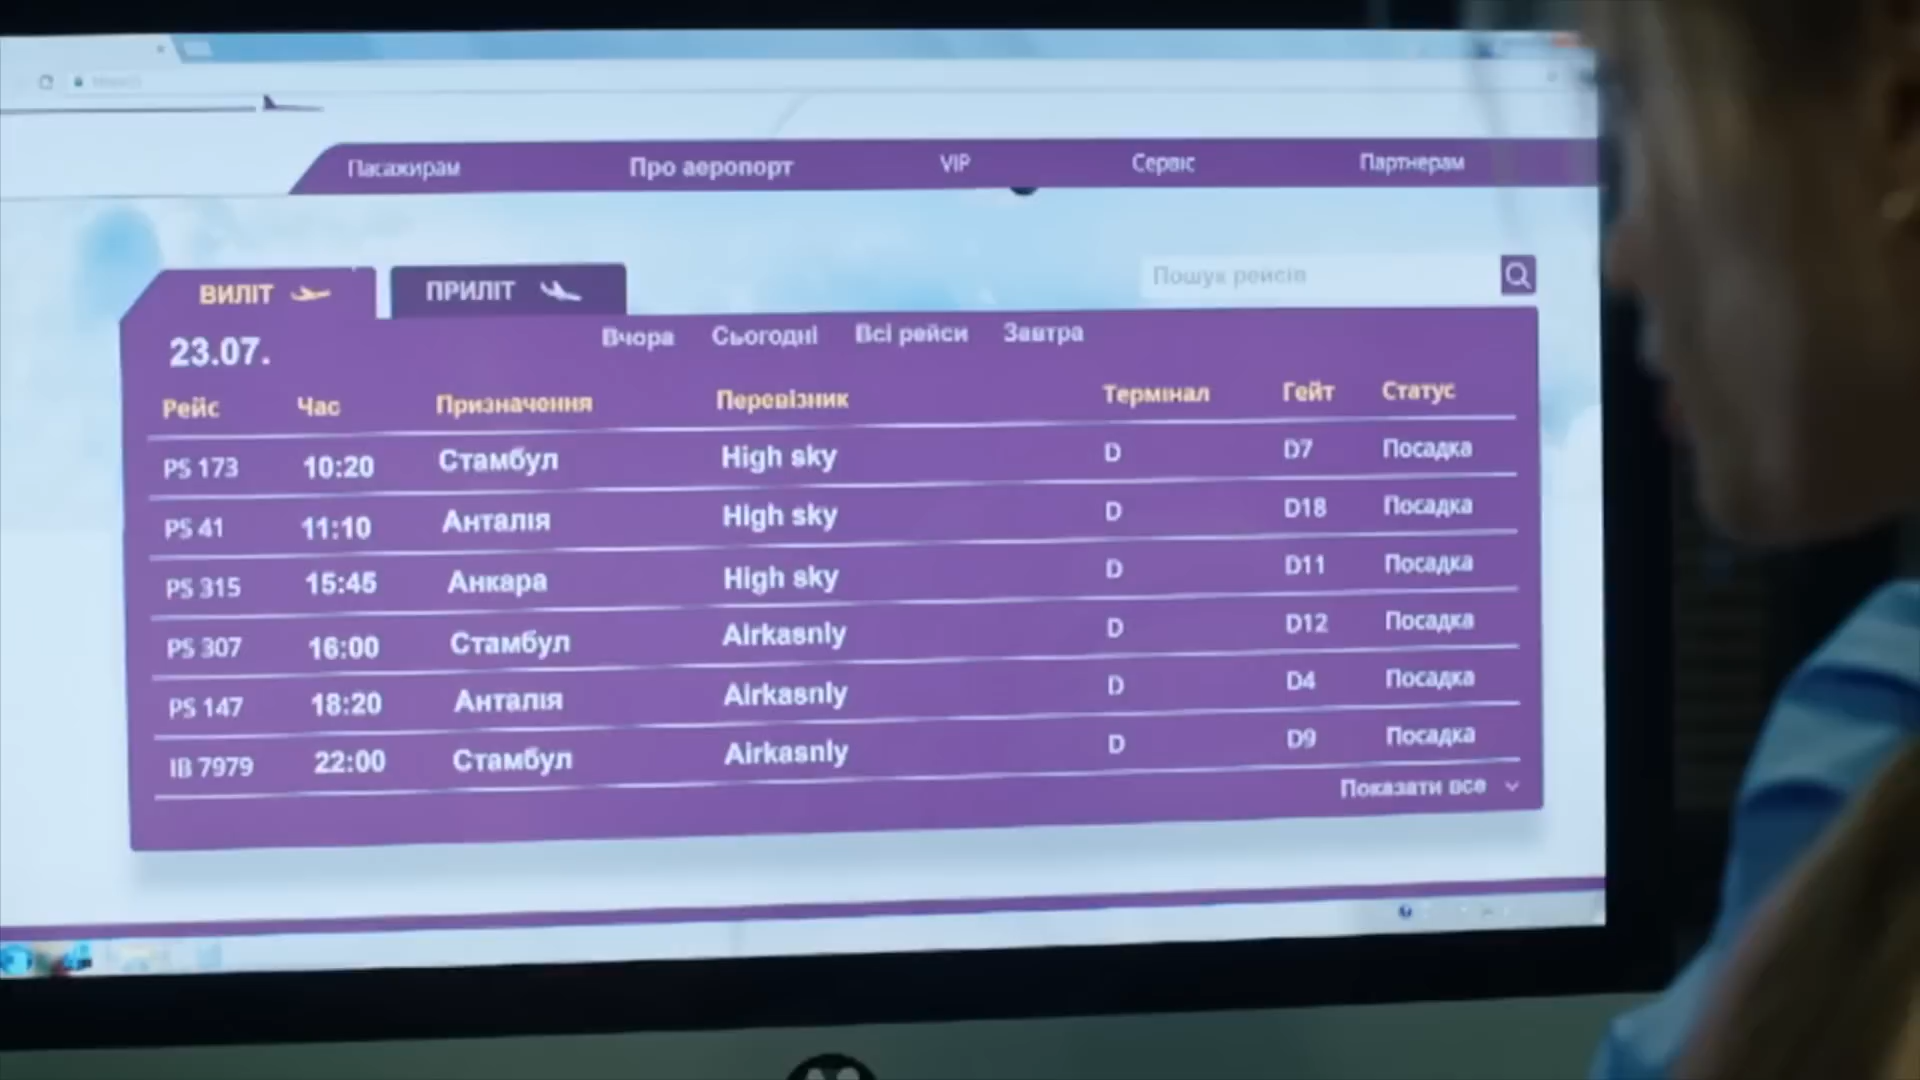 Пасажирам Про аеропорт VIP Сервіс Партнерам
ВИЛІТ ПРИЛІТ Пошук рейсів
23.07. Вчора Сьогодні Всі рейси Завтра
Рейс Час Призначення Перевізник Термінал Гейт Статус
PS 173 10:20 Стамбул High sky D D7 Посадка
PS 41 11:10 Анталія High sky D D18 Посадка
PS 315 15:45 Анкара High sky D D11 Посадка
PS 307 16:00 Стамбул Airkasnly D D12 Посадка
PS 147 18:20 Анталія Airkasnly D D4 Посадка
IB 7979 22:00 Стамбул Airkasnly D D9 Посадка
Показати все